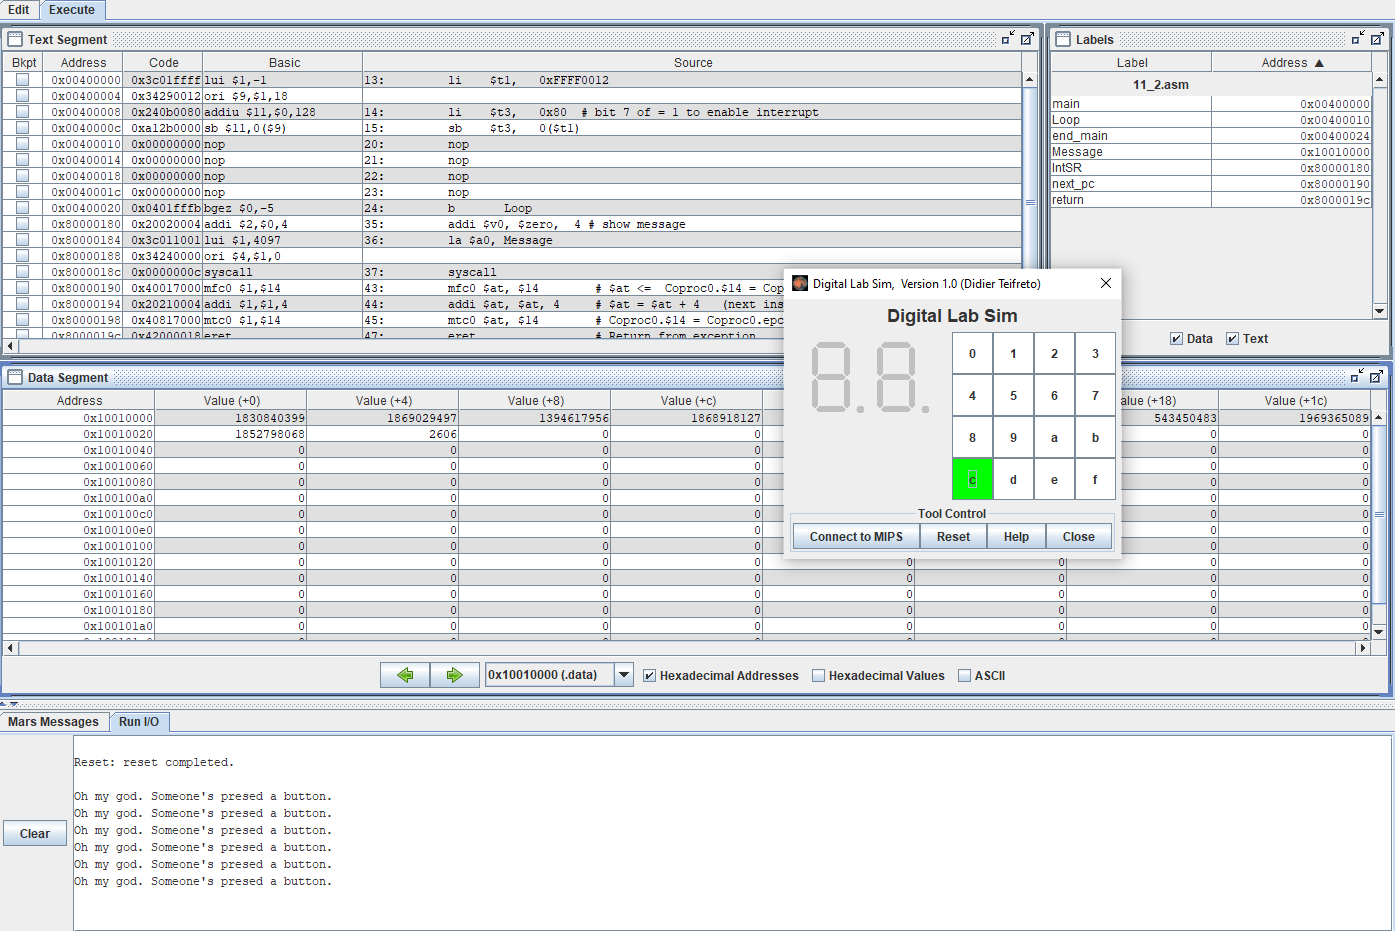 Edit Execute
Text Segment
Bkpt Address Code Basic Source
0x00400000 0x3c01ffff lui $1,-1 13: li $t1, 0xFFFF0012
0x00400004 0x34290012 ori $9,$1,18
0x00400008 0x240b0080 addiu $11,$0,128 14: li $t3, 0x80 # bit 7 of = 1 to enable interrupt
0x0040000c 0xa12b0000 sb $11,0($9) 15: sb $t3, 0($t1)
0x00400010 0x00000000 nop 20: nop
0x00400014 0x00000000 nop 21: nop
0x00400018 0x00000000 nop 22: nop
0x0040001c 0x00000000 nop 23: nop
0x00400020 0x0401fffb bgez $0,-5 24: b Loop
0x80000180 0x20020004 addi $2,$0,4 35: addi $v0, $zero, 4 # show message
0x80000184 0x3c011001 lui $1,4097 36: la $a0, Message
0x80000188 0x34240000 ori $4,$1,0
0x8000018c 0x0000000c syscall 37: syscall
0x80000190 0x40017000 mfc0 $1,$14 43: mfc0 $at, $14 # $at <= Coproc0.$14 = Cop
0x80000194 0x20210004 addi $1,$1,4 44: addi $at, $at, 4 # $at = $at + 4 (next ins
0x80000198 0x40817000 mtc0 $1,$14 45: mtc0 $at, $14 # Coproc0.$14 = Coproc0.epc
0x8000019c 0x42000018 eret 47: eret # Return from exception
Labels
Label Address ▲
11_2.asm
main 0x00400000
Loop 0x00400010
end_main 0x00400024
Message 0x10010000
IntSR 0x80000180
next_pc 0x80000190
return 0x8000019c
Data Text
Digital Lab Sim, Version 1.0 (Didier Teifreto)
Digital Lab Sim
8.8.
0 1 2 3
4 5 6 7
8 9 a b
c d e f
Tool Control
Connect to MIPS Reset Help Close
Data Segment
Address Value (+0) Value (+4) Value (+8) Value (+c) alue (+18) Value (+1c)
0x10010000 1830840399 1869029497 1394617956 1868918127 543450483 1969365089
0x10010020 1852798068 2606 0 0 0 0
0x10010040 0 0 0 0 0 0
0x10010060 0 0 0 0 0 0
0x10010080 0 0 0 0 0 0
0x100100a0 0 0 0 0 0 0
0x100100c0 0 0 0 0 0 0
0x100100e0 0 0 0 0 0 0
0x10010100 0 0 0 0 0 0
0x10010120 0 0 0 0 0 0 0 0
0x10010140 0 0 0 0 0 0 0 0
0x10010160 0 0 0 0 0 0 0 0
0x10010180 0 0 0 0 0 0 0 0
0x100101a0 0 0 0 0 0 0 0 0
0x10010000 (.data) Hexadecimal Addresses Hexadecimal Values ASCII
Mars Messages Run I/O
Clear
Reset: reset completed.
Oh my god. Someone's presed a button.
Oh my god. Someone's presed a button.
Oh my god. Someone's presed a button.
Oh my god. Someone's presed a button.
Oh my god. Someone's presed a button.
Oh my god. Someone's presed a button.